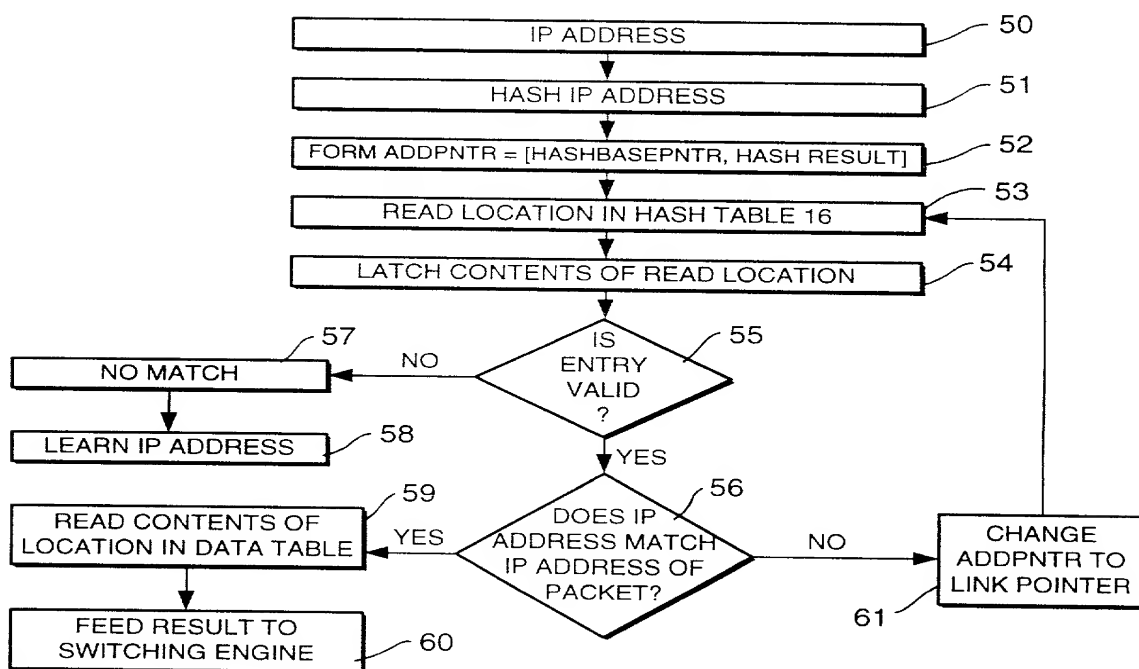 IP ADDRESS
50
HASH IP ADDRESS
51
FORM ADDPNTR = [HASHBASEPNTR, HASH RESULT]
52
READ LOCATION IN HASH TABLE 16
53
LATCH CONTENTS OF READ LOCATION
54
IS
ENTRY
VALID
?
55
NO
57
NO MATCH
LEARN IP ADDRESS
58
YES
DOES IP
ADDRESS MATCH
IP ADDRESS OF
PACKET?
56
YES
59
READ CONTENTS OF
LOCATION IN DATA TABLE
FEED RESULT TO
SWITCHING ENGINE
60
NO
CHANGE
ADDPNTR TO
LINK POINTER
61